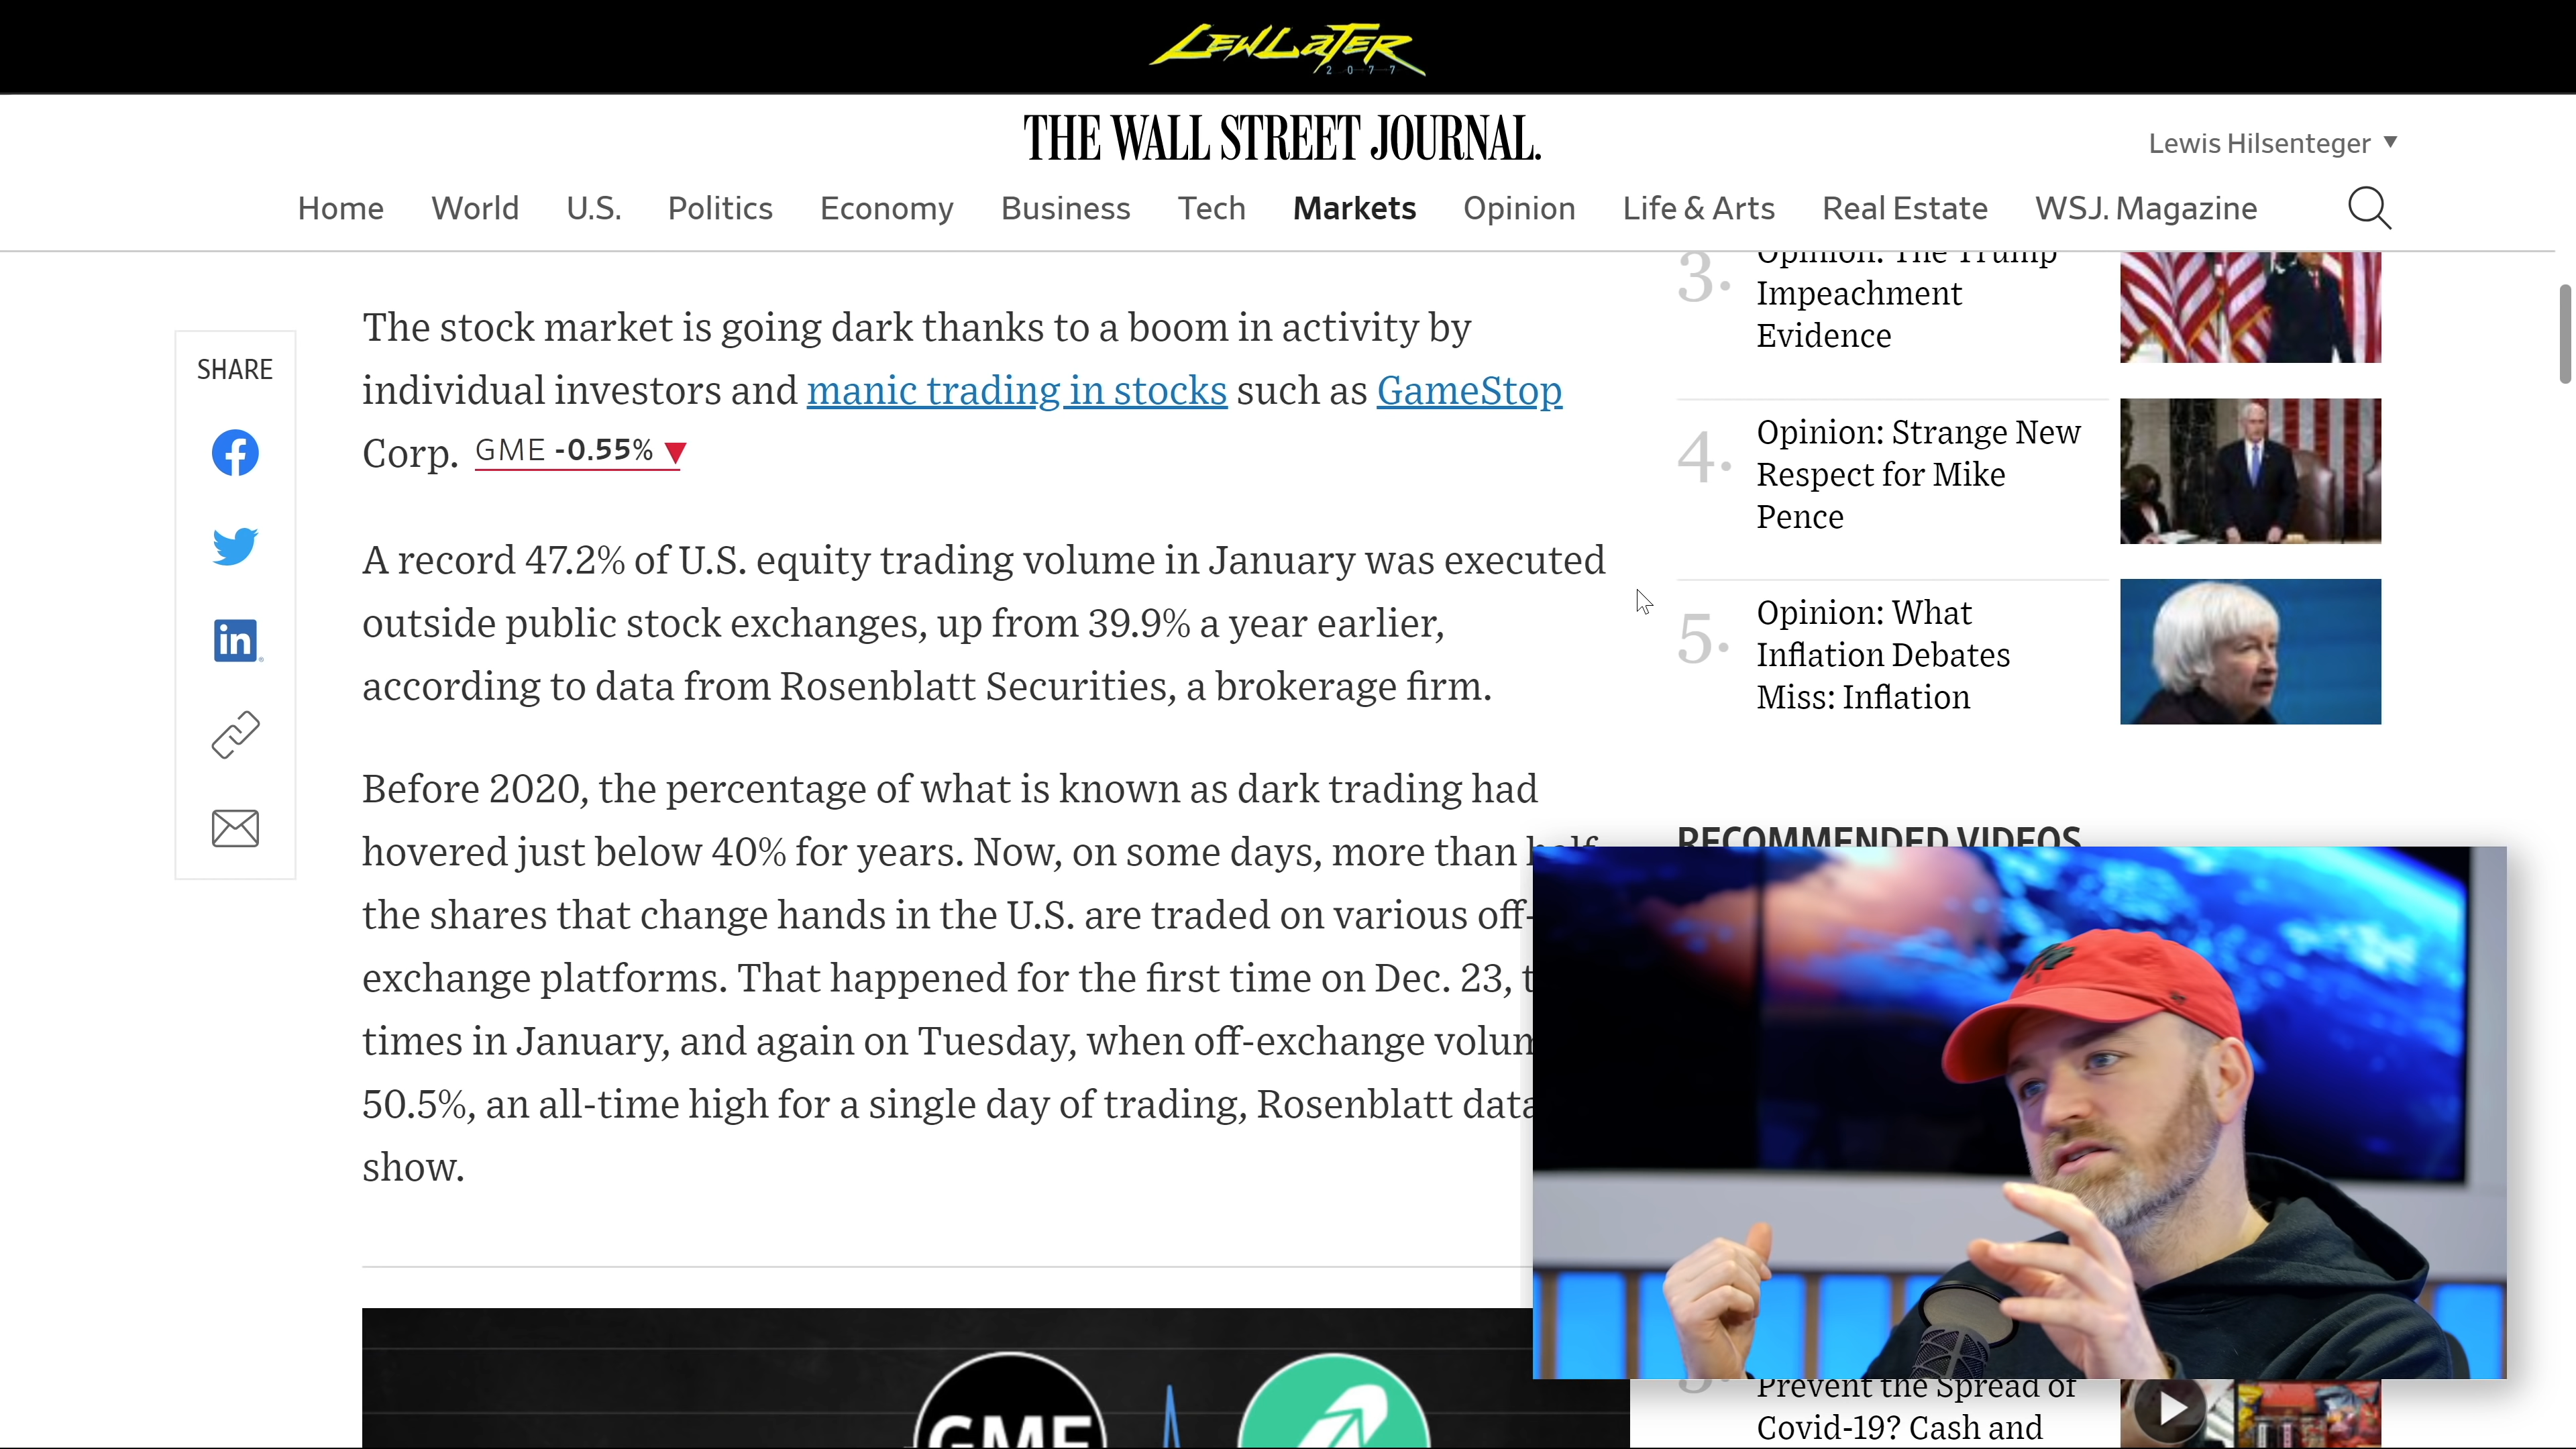 LEWLATER
2077
THE WALL STREET JOURNAL.
Lewis Hilsenteger
Home World U.S. Politics Economy Business Tech Markets Opinion Life & Arts Real Estate WSJ. Magazine
SHARE
in
The stock market is going dark thanks to a boom in activity by
individual investors and manic trading in stocks such as GameStop
Corp. GME -0.55%
A record 47.2% of U.S. equity trading volume in January was executed
outside public stock exchanges, up from 39.9% a year earlier,
according to data from Rosenblatt Securities, a brokerage firm.
Before 2020, the percentage of what is known as dark trading had
hovered just below 40% for years. Now, on some days, more than half
the shares that change hands in the U.S. are traded on various off-
exchange platforms. That happened for the first time on Dec. 23,
times in January, and again on Tuesday, when off-exchange
50.5%, an all-time high for a single day of trading, Rosenblatt data
show.
GME
3. Opinion: The Trump
Impeachment
Evidence
4. Opinion: Strange New
Respect for Mike
Pence
5. Opinion: What
Inflation Debates
Miss: Inflation
RECOMMENDED VIDEOS
Prevent the Spread of
Covid-19? Cash and